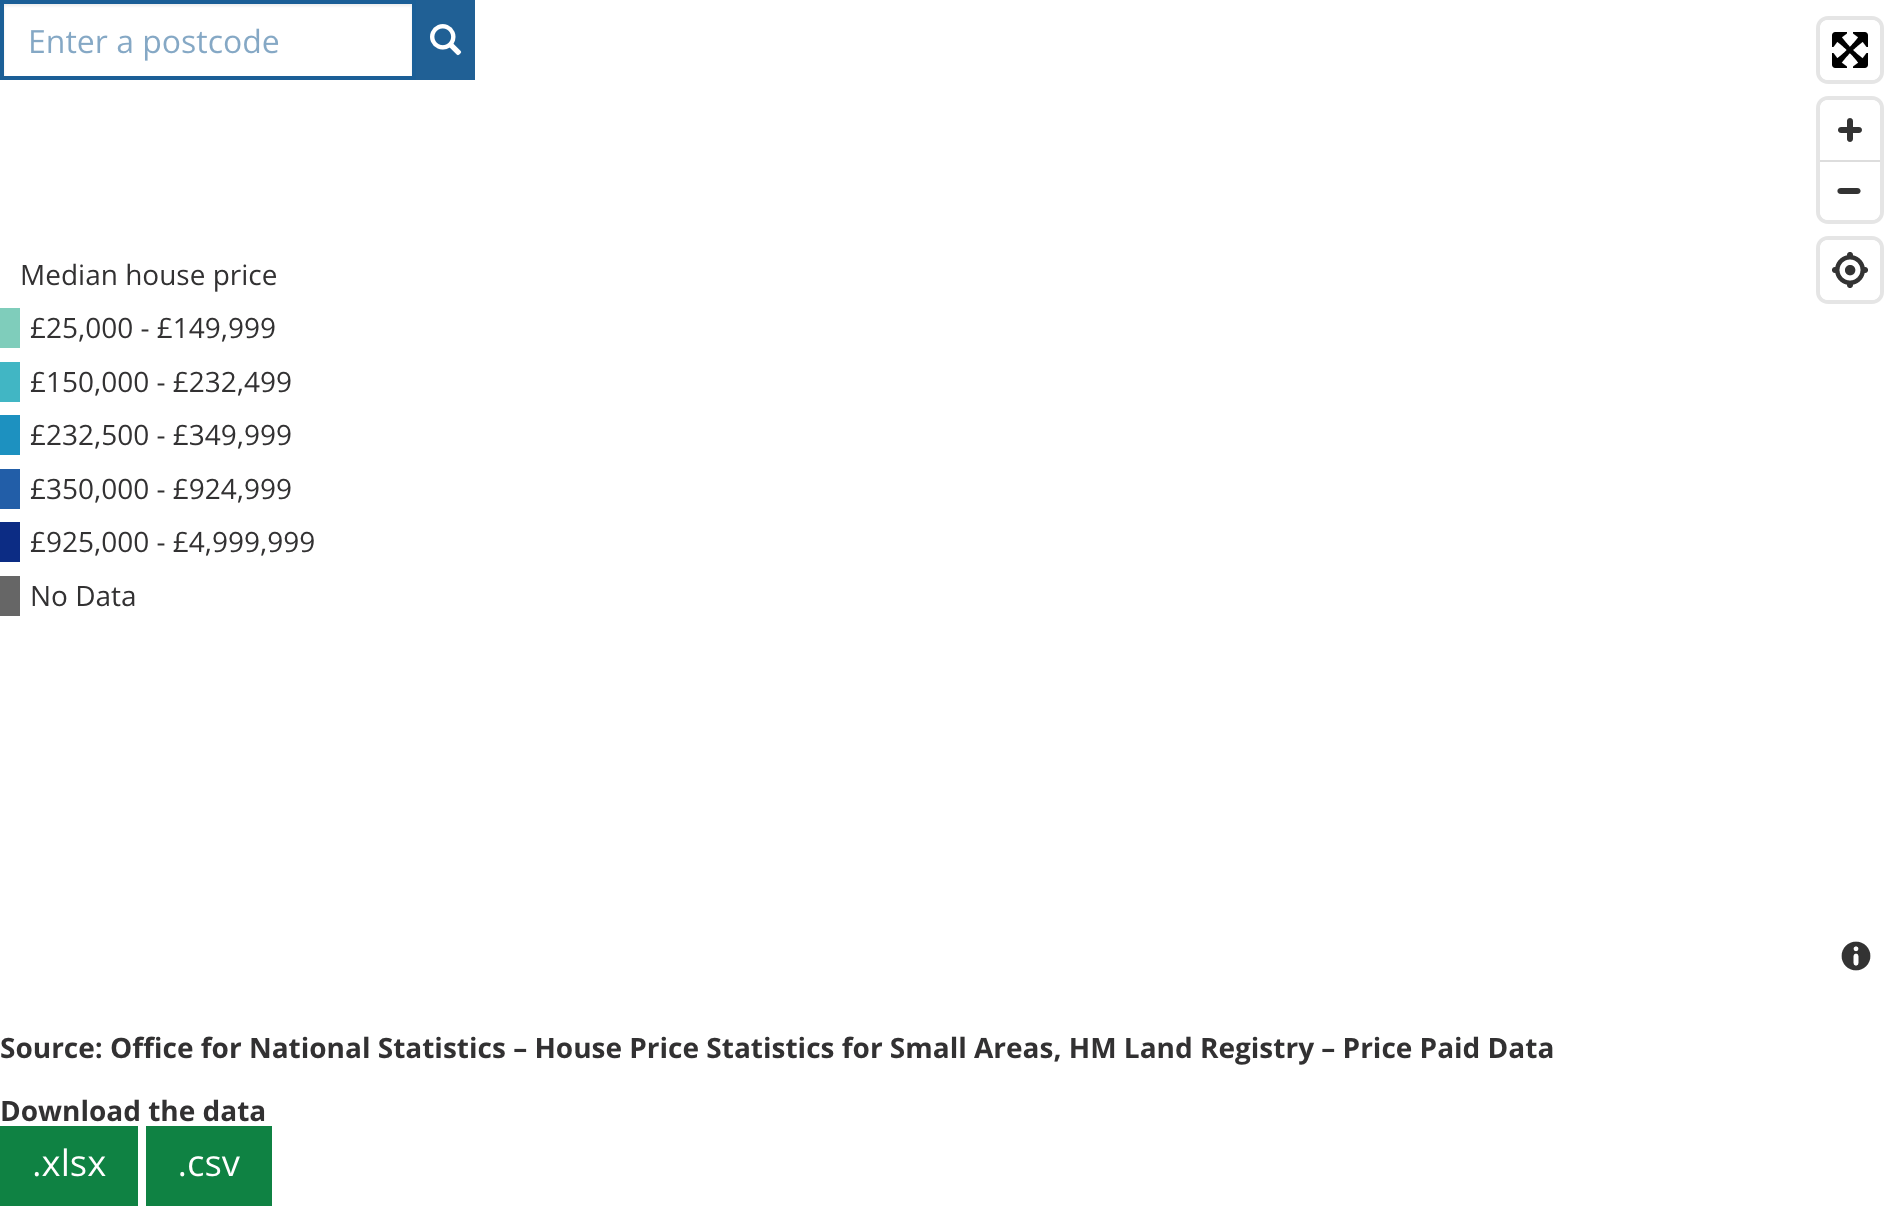 Enter a postcode
Median house price
£25,000 - £149,999
£150,000 - £232,499
£232,500 - £349,999
£350,000 - £924,999
£925,000 - £4,999,999
No Data
Source: Office for National Statistics – House Price Statistics for Small Areas, HM Land Registry – Price Paid Data
Download the data
.xlsx
.csv